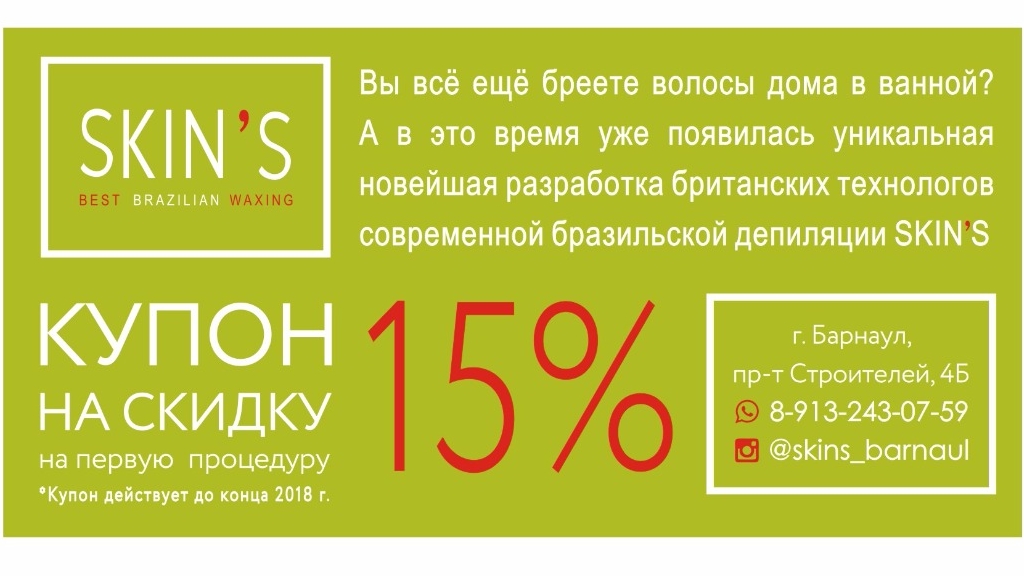 SKIN'S
BEST BRAZILIAN WAXING
Вы всё ещё бреете волосы дома в ванной?
А в это время уже появилась уникальная
новейшая разработка британских технологов
современной бразильской депиляции SKIN'S
КУПОН
НА СКИДКУ
на первую процедуру
*Купон действует до конца 2018 г.
15%
г. Барнаул,
пр-т Строителей, 4Б
8-913-243-07-59
@skins_barnaul